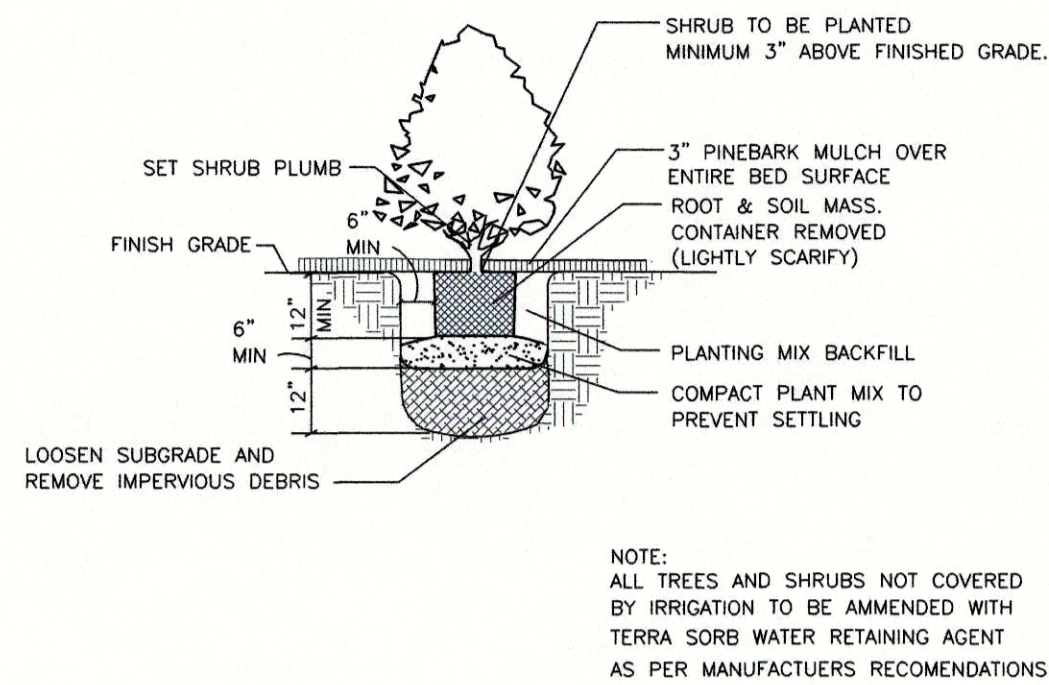 SHRUB TO BE PLANTED
MINIMUM 3" ABOVE FINISHED GRADE.
SET SHRUB PLUMB
3" PINEBARK MULCH OVER
ENTIRE BED SURFACE
ROOT & SOIL MASS.
CONTAINER REMOVED
(LIGHTLY SCARIFY)
6"
MIN
FINISH GRADE
12"
MIN
6"
MIN
12"
PLANTING MIX BACKFILL
COMPACT PLANT MIX TO
PREVENT SETTLING
LOOSEN SUBGRADE AND
REMOVE IMPERVIOUS DEBRIS
NOTE:
ALL TREES AND SHRUBS NOT COVERED
BY IRRIGATION TO BE AMMENDED WITH
TERRA SORB WATER RETAINING AGENT
AS PER MANUFACTUERS RECOMENDATIONS